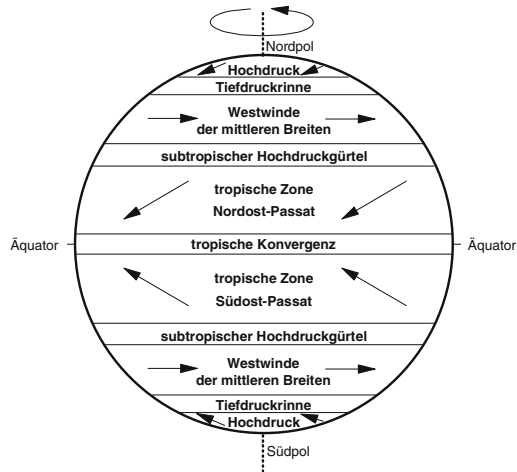 Nordpol
Hochdruck
Tiefdruckrinne
Westwinde
der mittleren Breiten
subtropischer Hochdruckgürtel
tropische Zone
Nordost-Passat
Äquator
tropische Konvergenz
Äquator
tropische Zone
Südost-Passat
subtropischer Hochdruckgürtel
Westwinde
der mittleren Breiten
Tiefdruckrinne
Hochdruck
Südpol